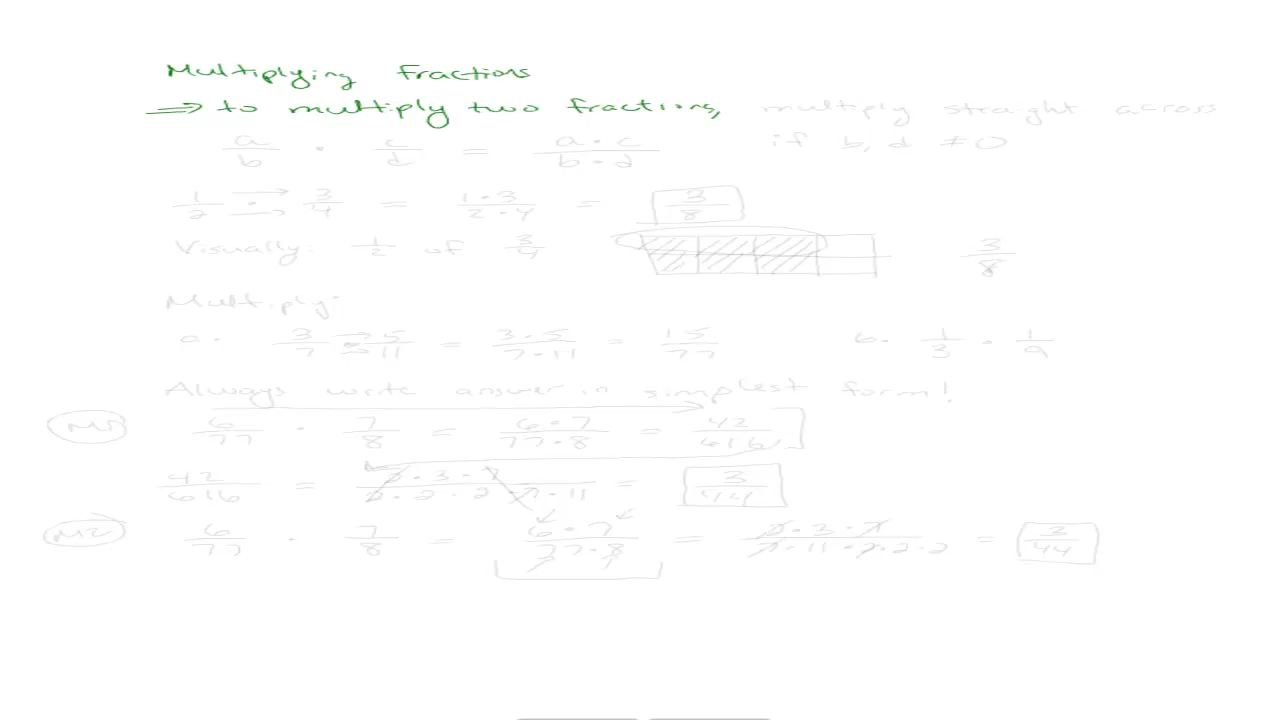 Multiplying fractions
⇒ to multiply two fractions, multiply straight across
a/b · c/d = a·c/b·d if b, d ≠ 0
1/2 · 3/4 = 1·3/2·4 = 3/8
Visually: 1/2 of 3/4 3/8
Multiply:
a. 3/7 · 5/11 = 3·5/7·11 = 15/77 b. 1/3 · 1/9
Always write answer in simplest form!
M1 6/77 · 7/8 = 6·7/77·8 = 42/616
42/616 = 2·3·7/2·2·2·7·11 = 3/44
M2 6/77 · 7/8 = 6·7/77·8 = 2·3·7/7·11·2·2·2 = 3/44